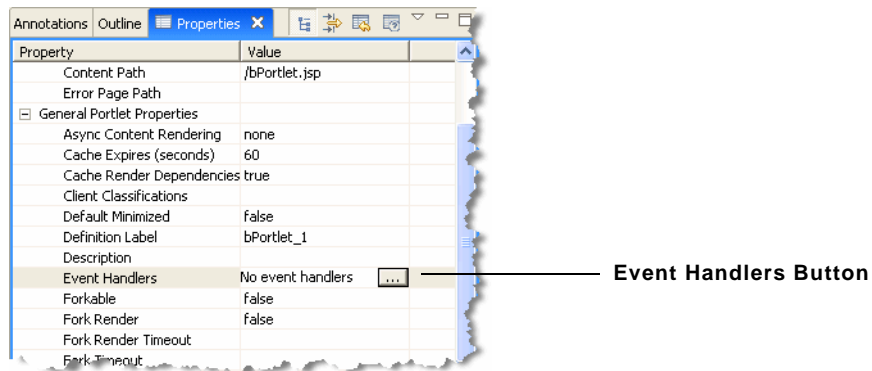 Annotations Outline Properties
Property Value
Content Path /bPortlet.jsp
Error Page Path
General Portlet Properties
Async Content Rendering none
Cache Expires (seconds) 60
Cache Render Dependencies true
Client Classifications
Default Minimized false
Definition Label bPortlet_1
Description
Event Handlers No event handlers ... Event Handlers Button
Forkable false
Fork Render false
Fork Render Timeout
Fork Timeout